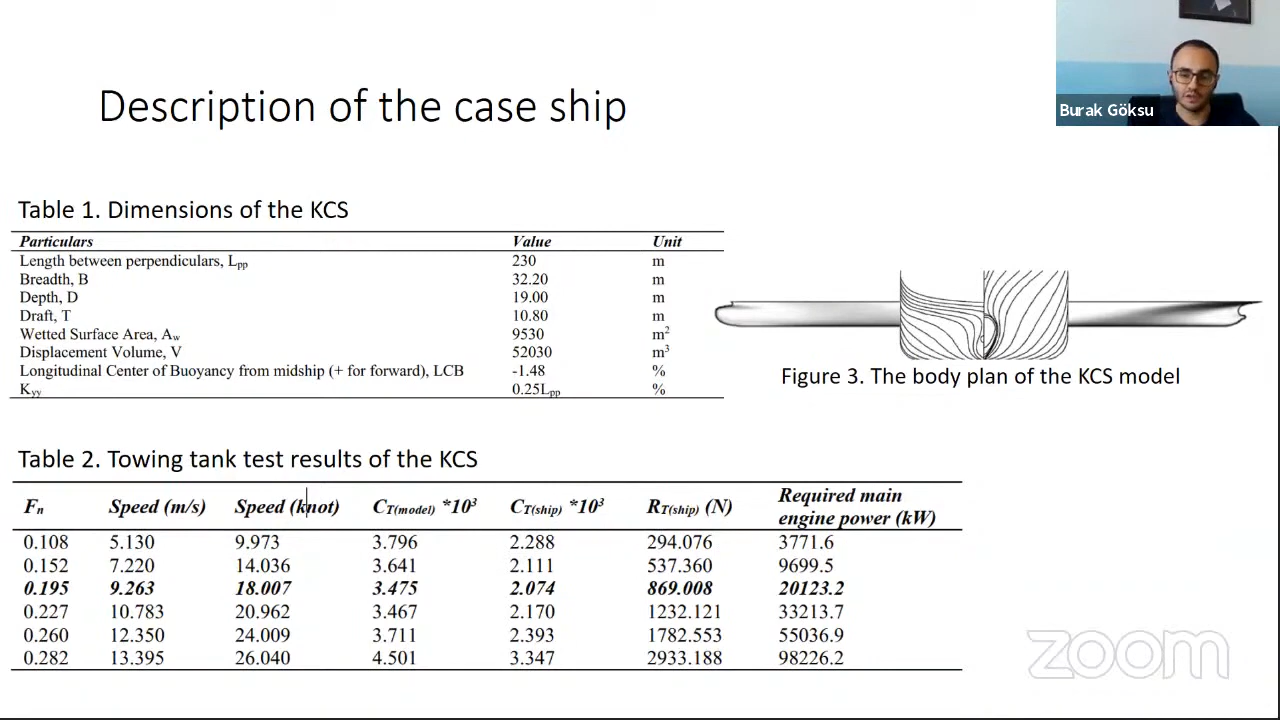 Description of the case ship
Burak Göksu
Table 1. Dimensions of the KCS
Particulars Value Unit
Length between perpendiculars, Lpp 230 m
Breadth, B 32.20 m
Depth, D 19.00 m
Draft, T 10.80 m
Wetted Surface Area, Aw 9530 m²
Displacement Volume, V 52030 m³
Longitudinal Center of Buoyancy from midship (+ for forward), LCB -1.48 %
Kyy 0.25Lpp %
Figure 3. The body plan of the KCS model
Table 2. Towing tank test results of the KCS
Fn Speed (m/s) Speed (knot) CT(model) *10³ CT(ship) *10³ RT(ship) (N) Required main
engine power (kW)
0.108 5.130 9.973 3.796 2.288 294.076 3771.6
0.152 7.220 14.036 3.641 2.111 537.360 9699.5
0.195 9.263 18.007 3.475 2.074 869.008 20123.2
0.227 10.783 20.962 3.467 2.170 1232.121 33213.7
0.260 12.350 24.009 3.711 2.393 1782.553 55036.9
0.282 13.395 26.040 4.501 3.347 2933.188 98226.2
zoom